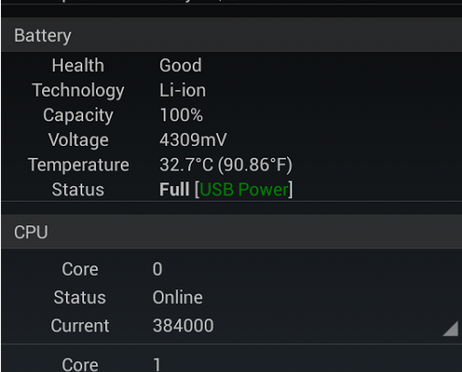 Battery
Health Good
Technology Li-ion
Capacity 100%
Voltage 4309mV
Temperature 32.7°C (90.86°F)
Status Full [USB Power]
CPU
Core 0
Status Online
Current 384000
Core 1